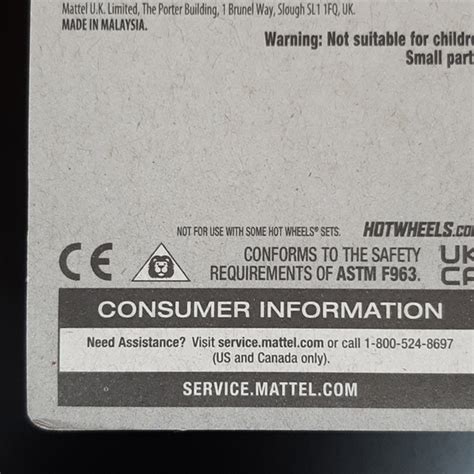 Mattel U.K. Limited, The Porter Building, 1 Brunel Way, Slough SL1 1FQ, UK.
MADE IN MALAYSIA.
Warning: Not suitable for childre
Small part
NOT FOR USE WITH SOME HOT WHEELS® SETS.
HOTWHEELS.co
CE
CONFORMS TO THE SAFETY
REQUIREMENTS OF ASTM F963.
UK
CA
CONSUMER INFORMATION
Need Assistance? Visit service.mattel.com or call 1-800-524-8697
(US and Canada only).
SERVICE.MATTEL.COM